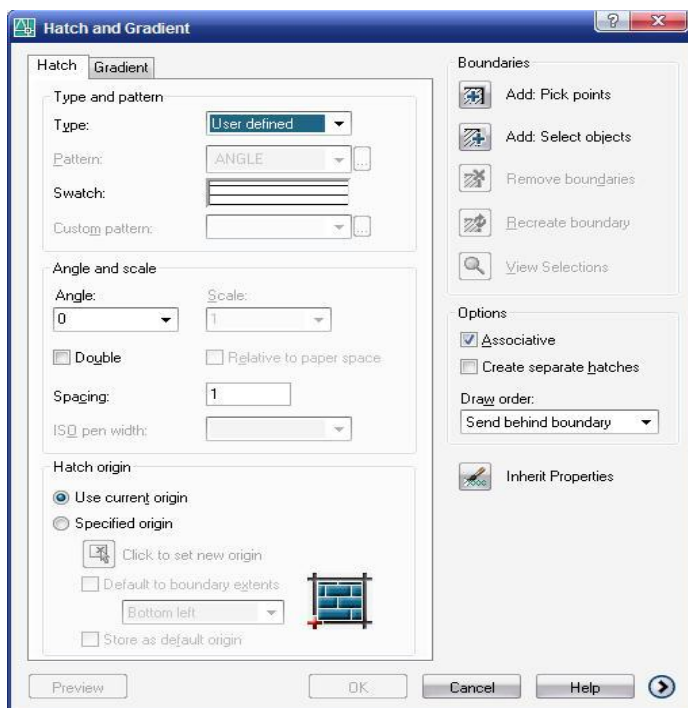 Hatch and Gradient
Hatch
Gradient
Type and pattern
Type:
User defined
Pattern:
ANGLE
...
Swatch:
Custom pattern:
...
Angle and scale
Angle:
Scale:
0
1
Double
Relative to paper space
Spacing:
1
ISO pen width:
Hatch origin
Use current origin
Specified origin
Click to set new origin
Default to boundary extents
Bottom left
Store as default origin
Boundaries
Add: Pick points
Add: Select objects
Remove boundaries
Recreate boundary
View Selections
Options
Associative
Create separate hatches
Draw order:
Send behind boundary
Inherit Properties
Preview
OK
Cancel
Help